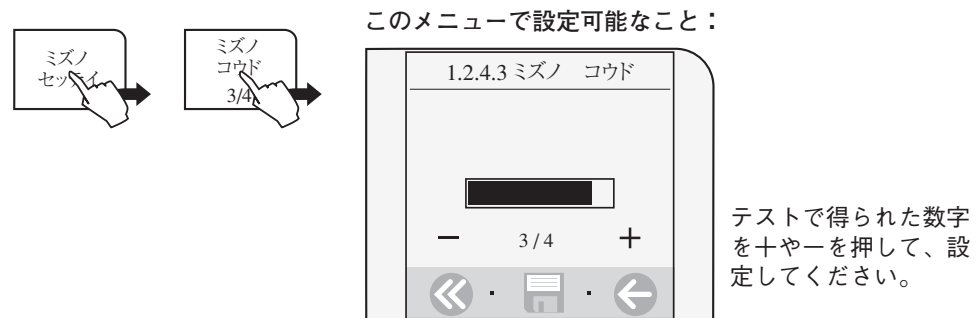 このメニューで設定可能なこと：
ミズノ
セッテイ
ミズノ
コウド
3/4
1.2.4.3 ミズノ　コウド
− 3 / 4 +
テストで得られた数字
を＋や−を押して、設
定してください。